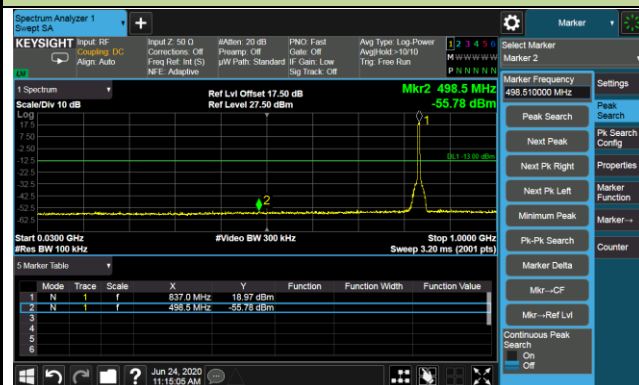 Spectrum Analyzer 1
Swept SA
Marker
KEYSIGHT
Input: RF
Coupling: DC
Align: Auto
Input Z: 50 Ω
Corrections: Off
Freq Ref: Int (S)
NFE: Adaptive
#Atten: 20 dB
Preamp: Off
µW Path: Standard
PNO: Fast
Gate: Off
IF Gain: Low
Sig Track: Off
Avg Type: Log-Power
Avg|Hold:>10/10
Trig: Free Run
1 2 3 4 5 6
M W W W W W
P N N N N N
LNI
Select Marker
Marker 2
1 Spectrum
Scale/Div 10 dB
Ref Lvl Offset 17.50 dB
Ref Level 27.50 dBm
Mkr2 498.5 MHz
-55.78 dBm
Log
17.5
7.50
-2.50
-12.5
-22.5
-32.5
-42.5
-52.5
-62.5
DL1 -13.00 dBm
1
2
Start 0.0300 GHz
#Res BW 100 kHz
#Video BW 300 kHz
Stop 1.0000 GHz
Sweep 3.20 ms (2001 pts)
5 Marker Table
Mode Trace Scale X Y Function Function Width Function Value
1 N 1 f 837.0 MHz 18.97 dBm
2 N 1 f 498.5 MHz -55.78 dBm
3
4
5
6
Marker Frequency
498.510000 MHz
Peak Search
Next Peak
Next Pk Right
Next Pk Left
Minimum Peak
Pk-Pk Search
Marker Delta
Mkr→CF
Mkr→Ref Lvl
Continuous Peak
Search
On
Off
Settings
Peak
Search
Pk Search
Config
Properties
Marker
Function
Marker→
Counter
Jun 24, 2020
11:15:05 AM